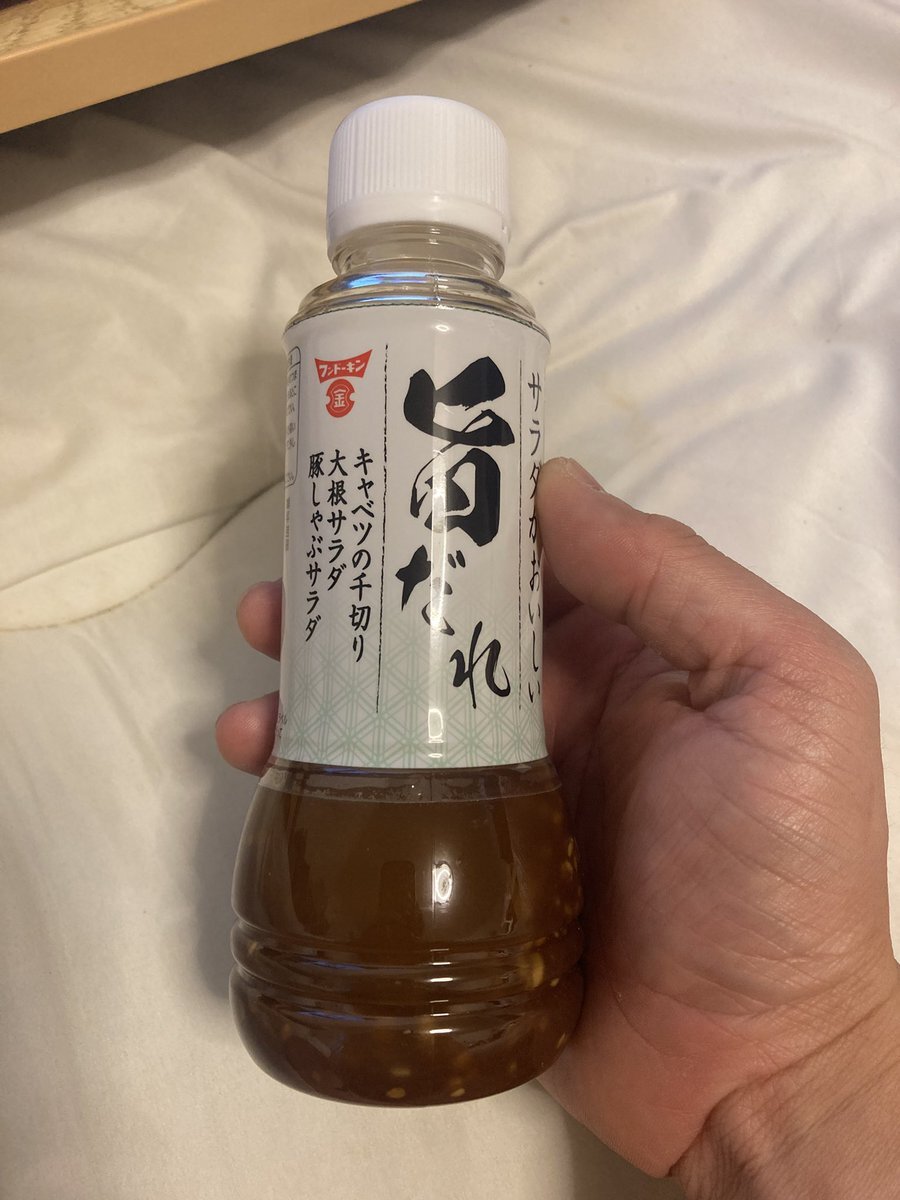 サラダがおいしい
旨だれ
フンドーキン
金
キャベツの千切り
大根サラダ
豚しゃぶサラダ